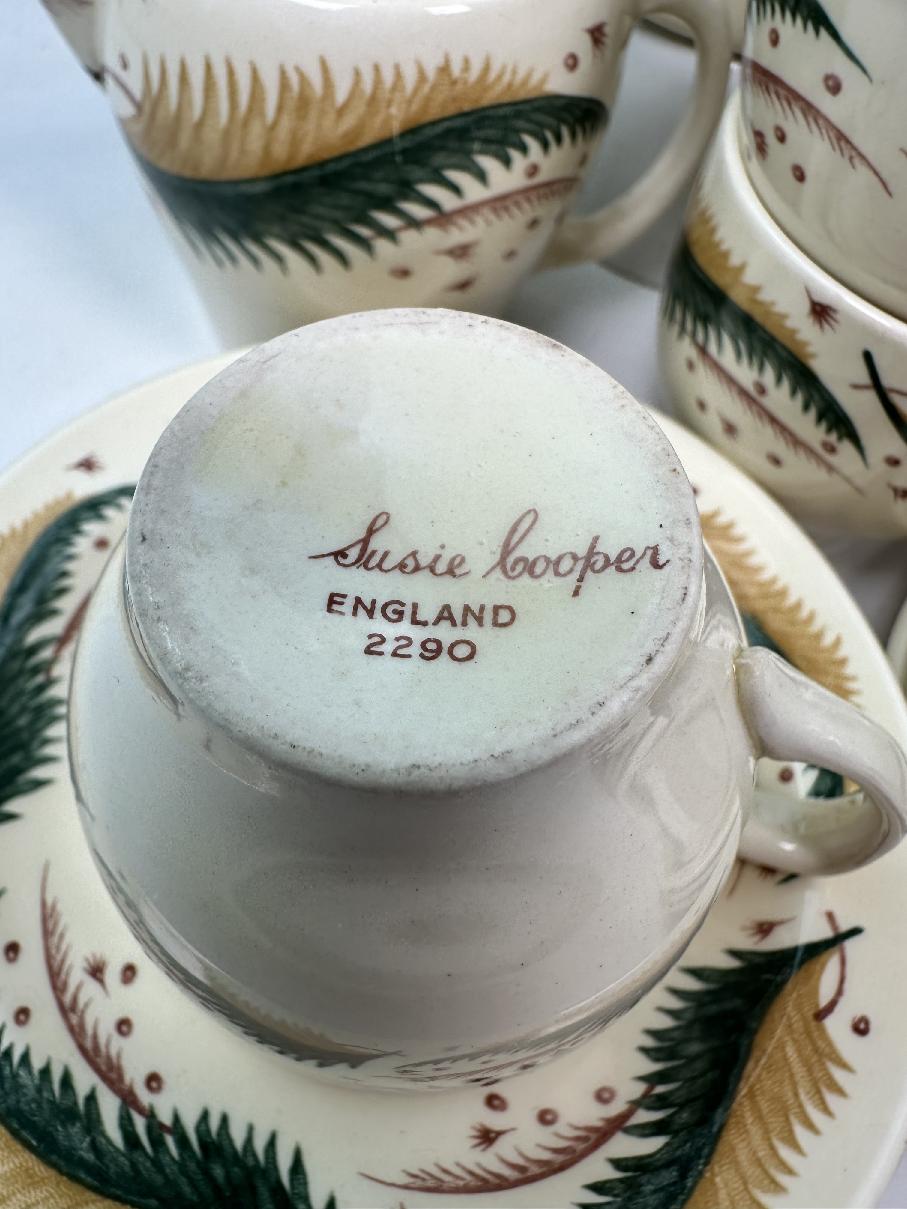 Susie Cooper
ENGLAND
2290